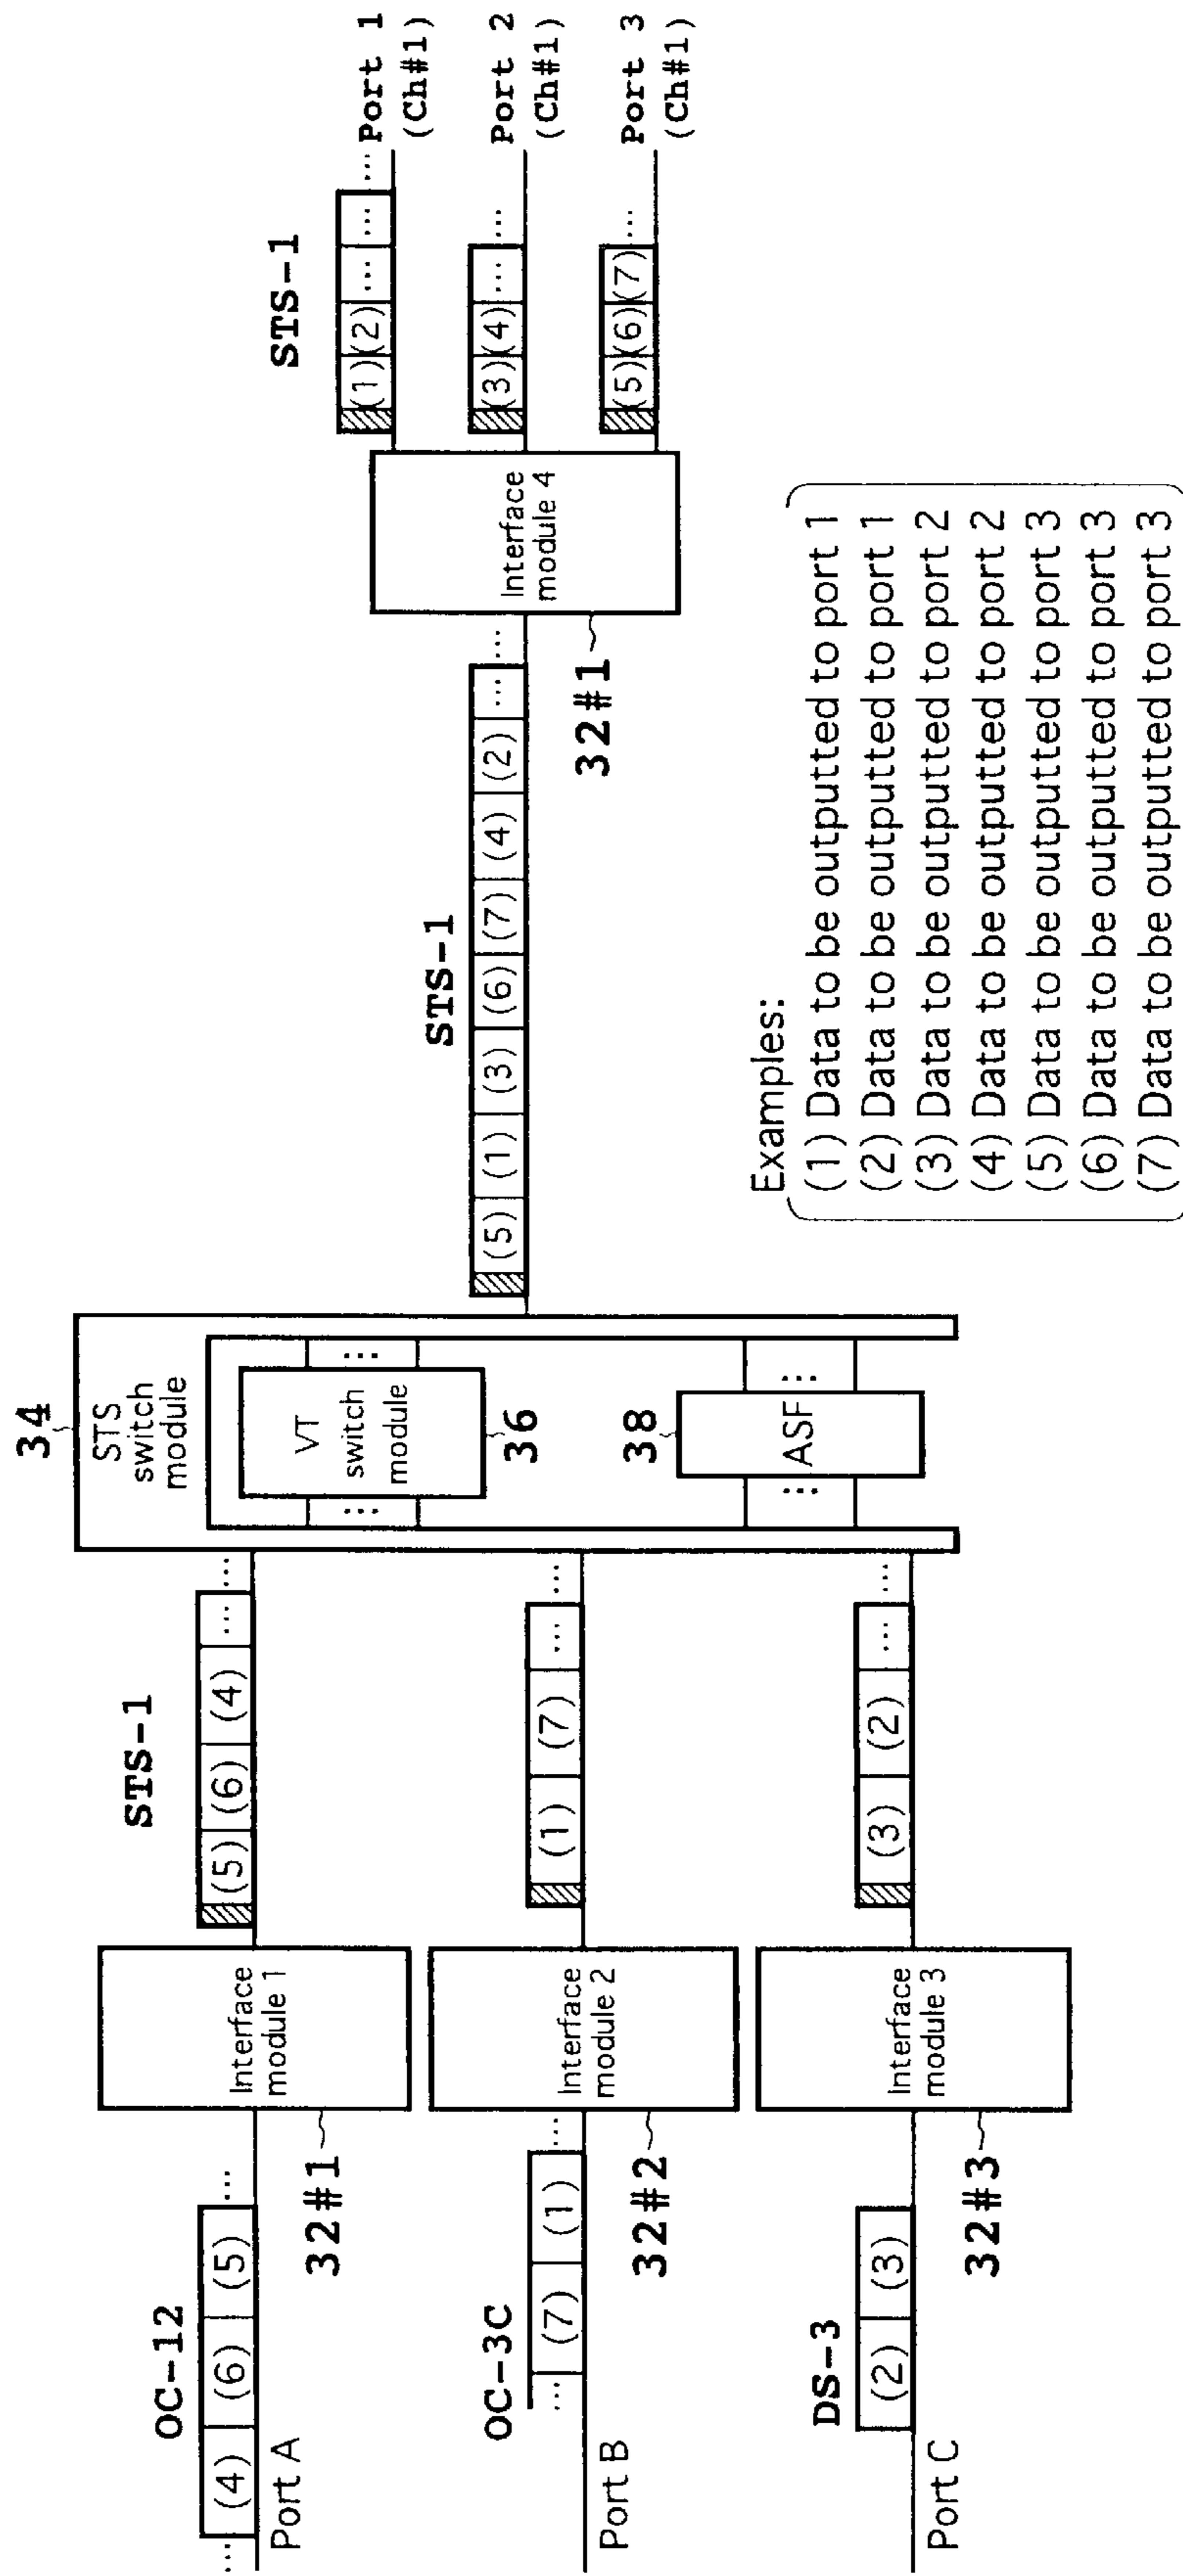 OC-12
... (4) (6) (5) ...
Port A
32#1
Interface
module 1
STS-1
(5) (6) (4) ... ...
OC-3C
... (7) (1) ...
Port B
32#2
Interface
module 2
(1) (7) ... ...
DS-3
(2) (3)
Port C
32#3
Interface
module 3
(3) (2) ... ...
34
STS
switch
module
...
VT
switch
module
...
36
38
...
ASF
...
STS-1
(5) (1) (3) (6) (7) (4) (2) ... ...
32#1
Interface
module 4
STS-1
(1) (2) ... ... ...
Port 1
(Ch#1)
(3) (4) ... ...
Port 2
(Ch#1)
(5) (6) (7) ...
Port 3
(Ch#1)
Examples:
(1) Data to be outputted to port 1
(2) Data to be outputted to port 1
(3) Data to be outputted to port 2
(4) Data to be outputted to port 2
(5) Data to be outputted to port 3
(6) Data to be outputted to port 3
(7) Data to be outputted to port 3